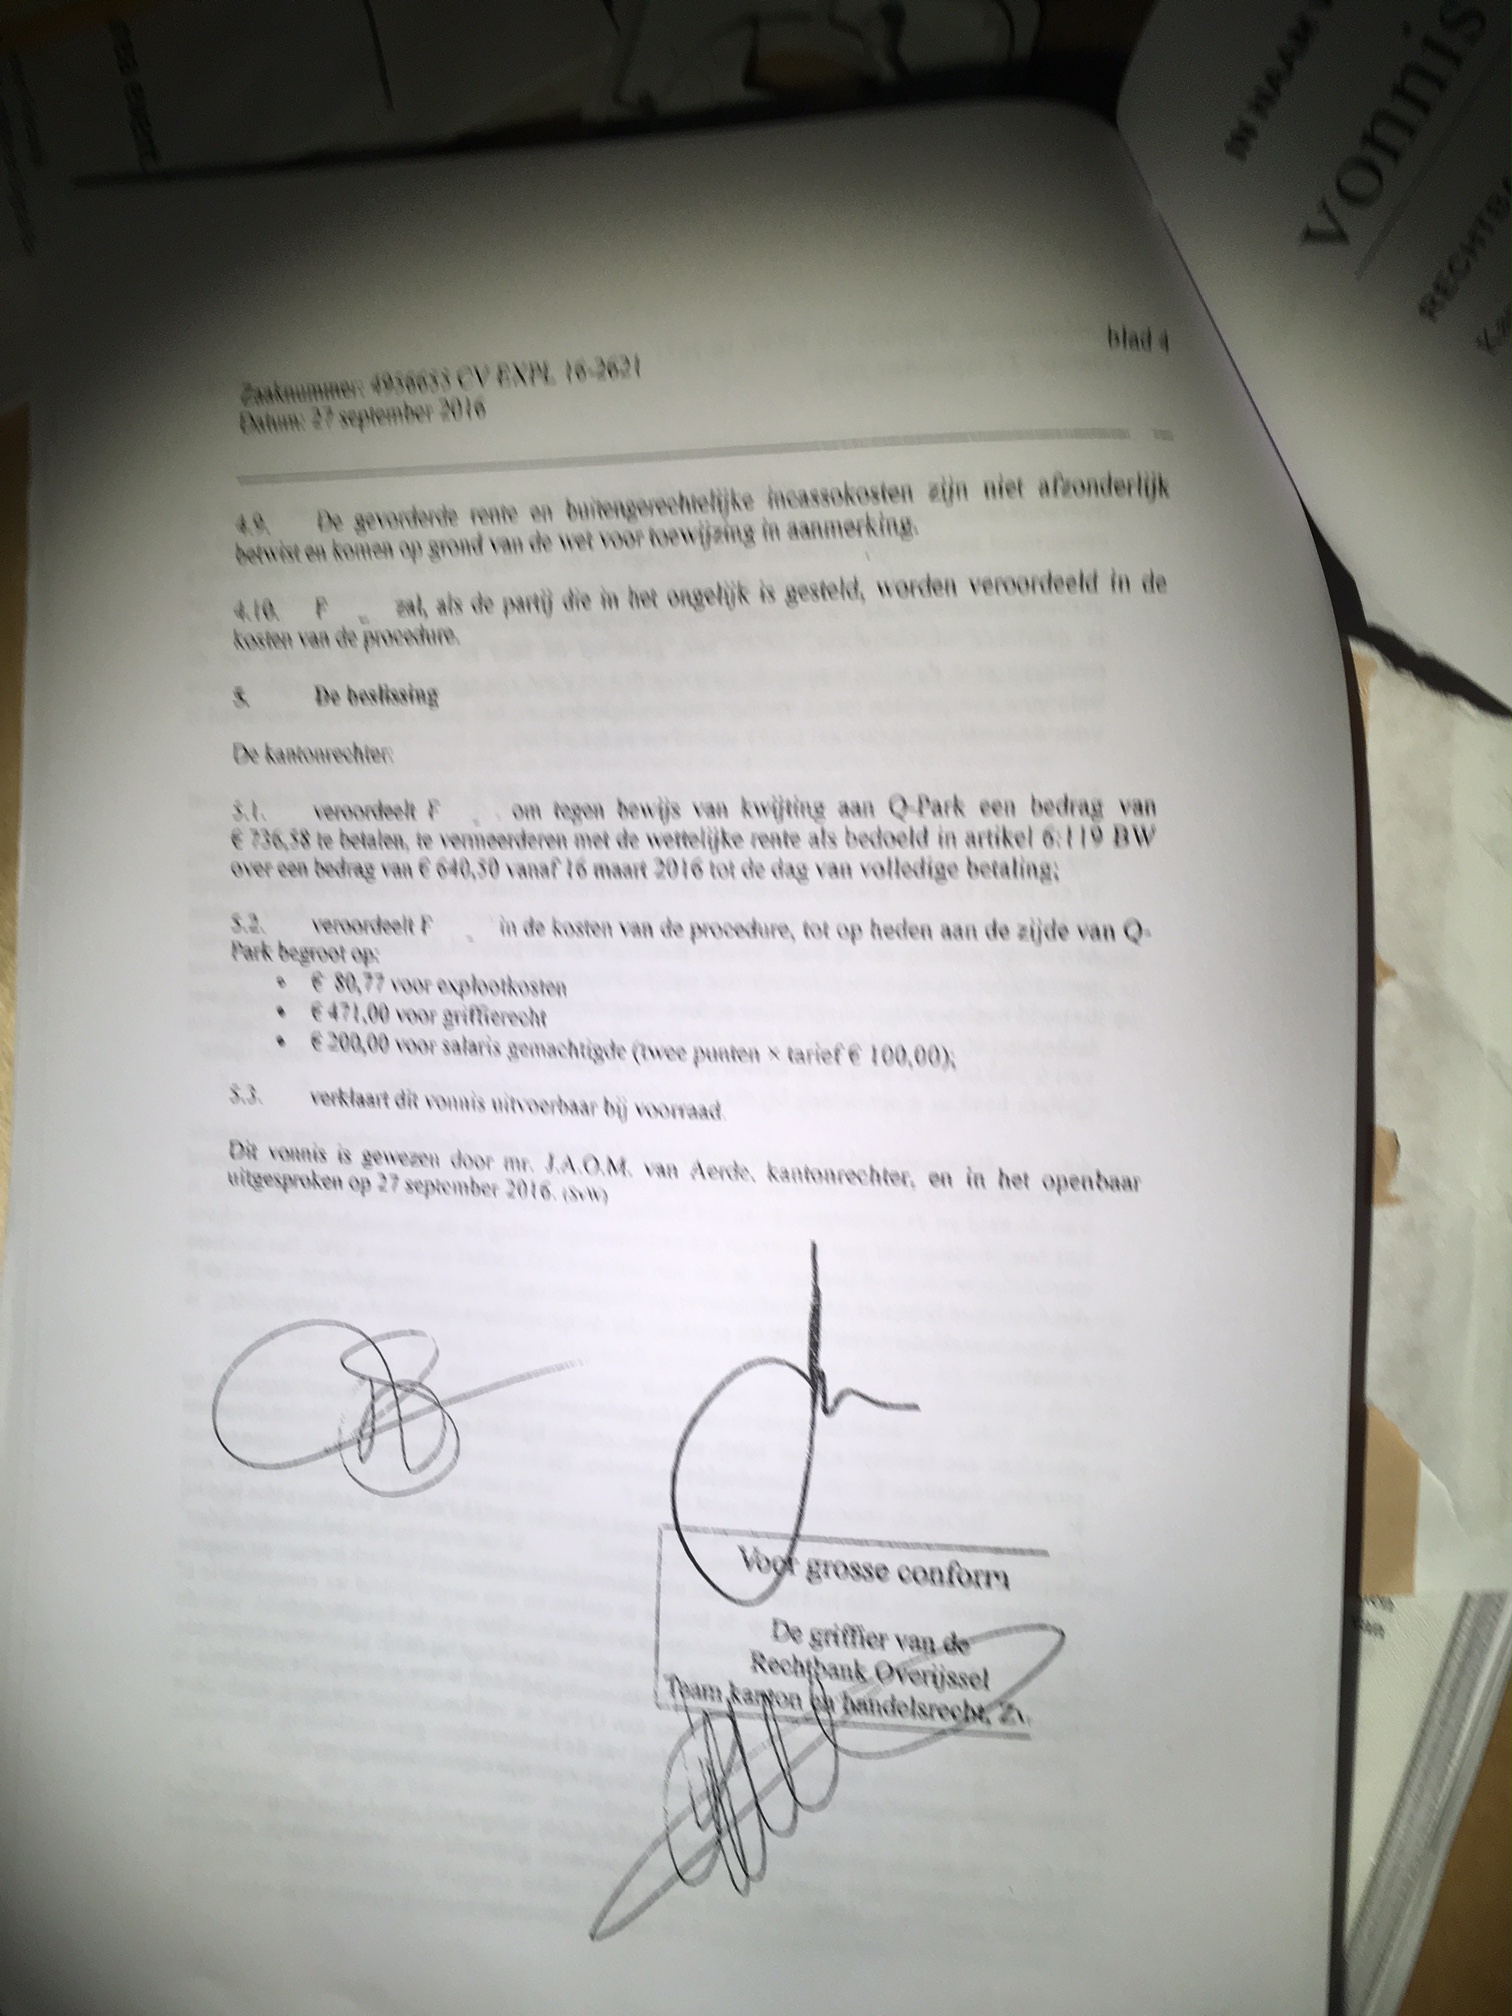 IN NAAM
Vonnis
blad 4
Zaaknummer: 4936633 CV EXPL 16-2621
Datum: 27 september 2016
4.9. De gevorderde rente en buitengerechtelijke incassokosten zijn niet afzonderlijk
betwist en komen op grond van de wet voor toewijzing in aanmerking.
4.10. F zal, als de partij die in het ongelijk is gesteld, worden veroordeeld in de
kosten van de procedure.
5. De beslissing
De kantonrechter:
5.1. veroordeelt F om tegen bewijs van kwijting aan Q-Park een bedrag van
€ 736,58 te betalen, te vermeerderen met de wettelijke rente als bedoeld in artikel 6:119 BW
over een bedrag van € 640,50 vanaf 16 maart 2016 tot de dag van volledige betaling;
5.2. veroordeelt F in de kosten van de procedure, tot op heden aan de zijde van Q-
Park begroot op:
• € 80,77 voor explootkosten
• € 471,00 voor griffierecht
• € 200,00 voor salaris gemachtigde (twee punten × tarief € 100,00);
5.3. verklaart dit vonnis uitvoerbaar bij voorraad.
Dit vonnis is gewezen door mr. J.A.O.M. van Aerde, kantonrechter, en in het openbaar
uitgesproken op 27 september 2016. (SvW)
Voor grosse conform
De griffier van de
Rechtbank Overijssel
Team kanton en handelsrecht,